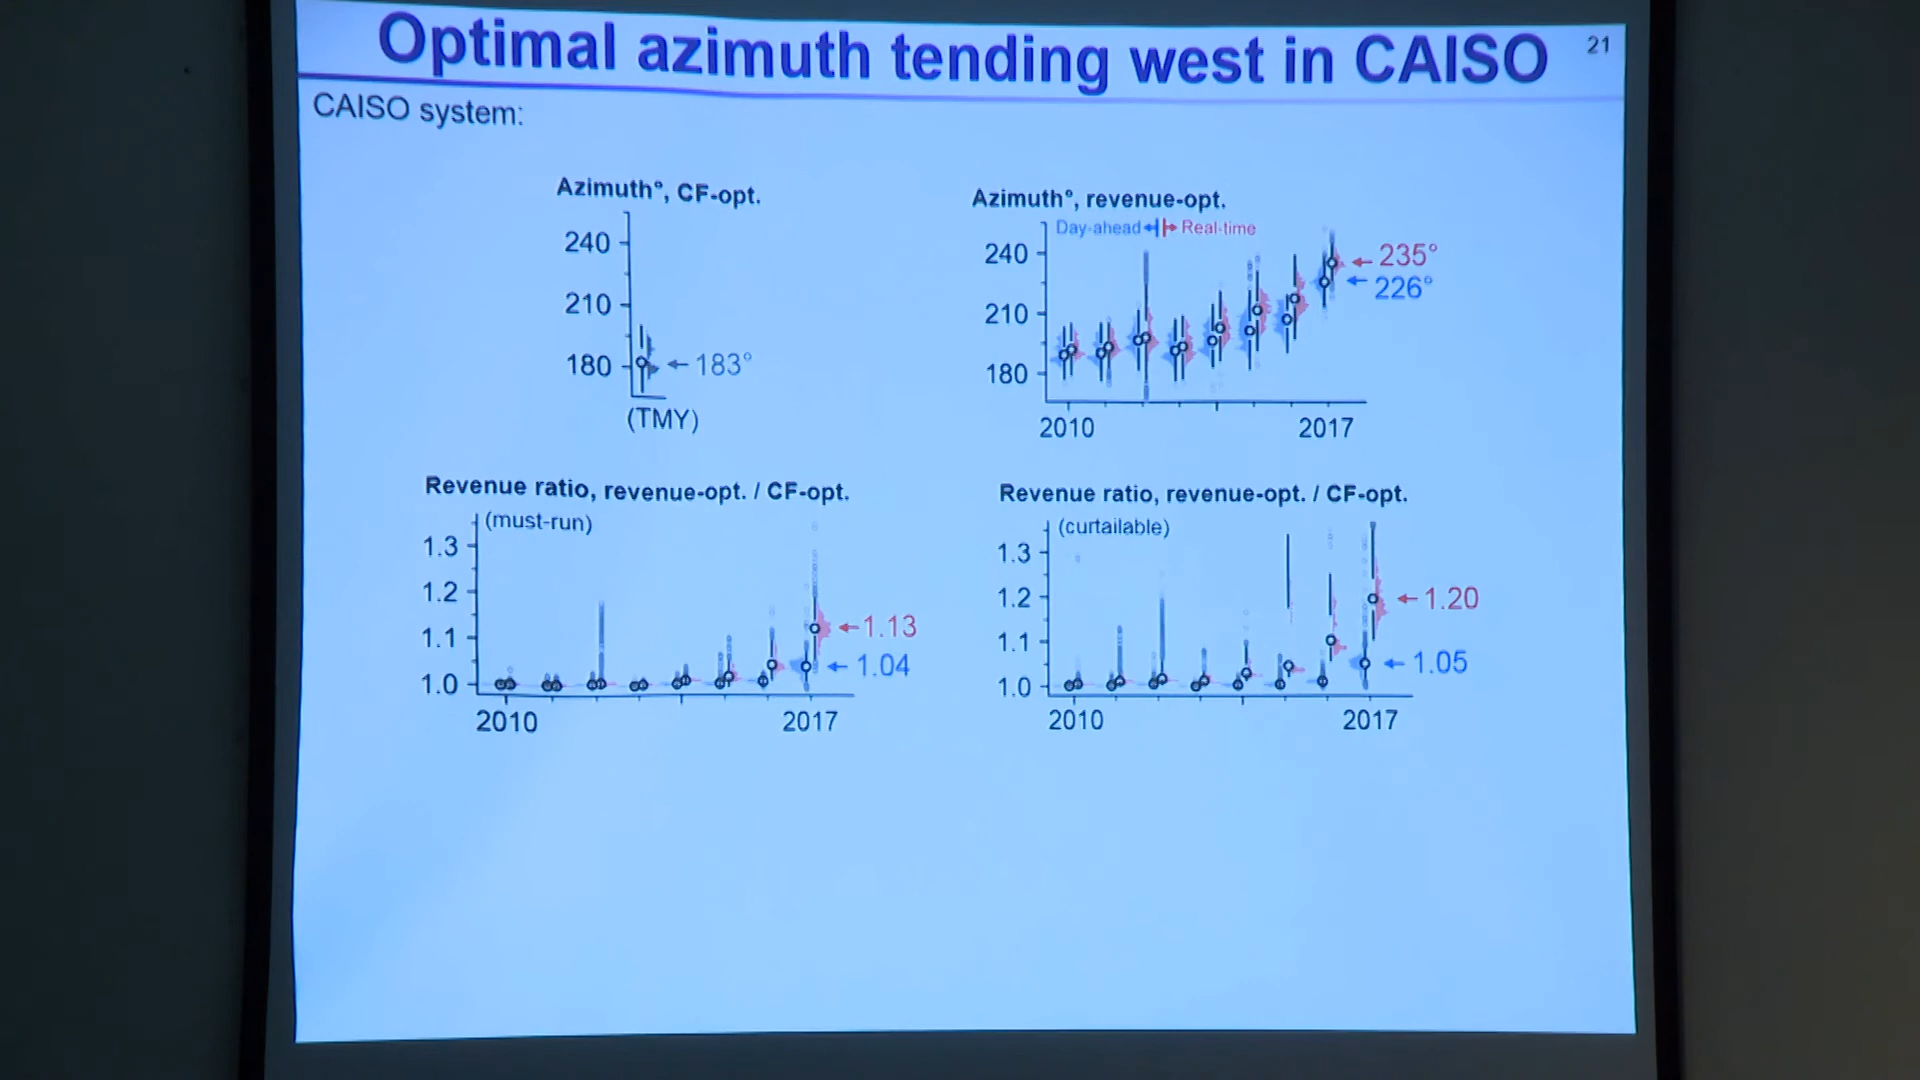 Optimal azimuth tending west in CAISO
21
CAISO system:
Azimuth°, CF-opt.
240
210
180
←183°
(TMY)
Azimuth°, revenue-opt.
Day-ahead Real-time
240
210
180
←235°
←226°
2010 2017
Revenue ratio, revenue-opt. / CF-opt.
(must-run)
1.3
1.2
1.1
1.0
←1.13
←1.04
2010 2017
Revenue ratio, revenue-opt. / CF-opt.
(curtailable)
1.3
1.2
1.1
1.0
←1.20
←1.05
2010 2017